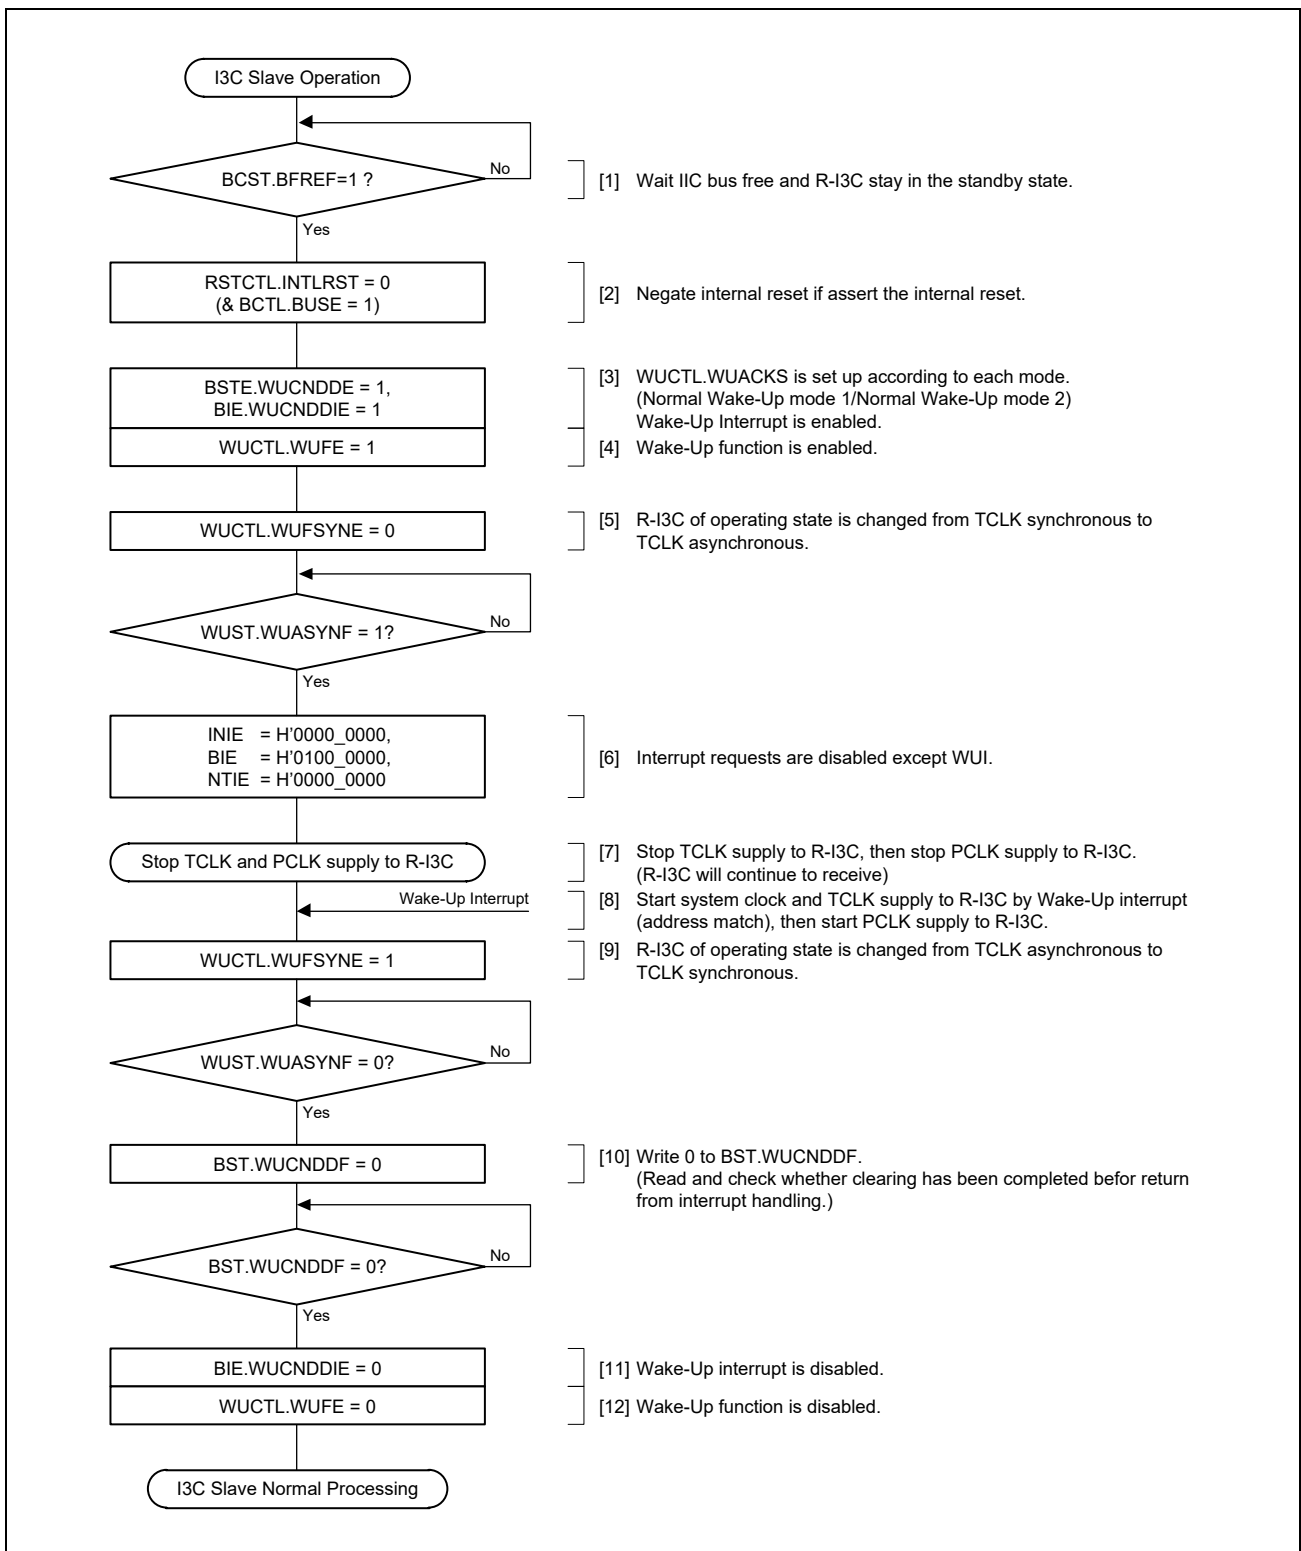 I3C Slave Operation
BCST.BFREF=1 ?
No
[1] Wait IIC bus free and R-I3C stay in the standby state.
Yes
RSTCTL.INTLRST = 0
(& BCTL.BUSE = 1)
[2] Negate internal reset if assert the internal reset.
BSTE.WUCNDDE = 1,
BIE.WUCNDDIE = 1
[3] WUCTL.WUACKS is set up according to each mode.
(Normal Wake-Up mode 1/Normal Wake-Up mode 2)
Wake-Up Interrupt is enabled.
WUCTL.WUFE = 1
[4] Wake-Up function is enabled.
WUCTL.WUFSYNE = 0
[5] R-I3C of operating state is changed from TCLK synchronous to
TCLK asynchronous.
WUST.WUASYNF = 1?
No
Yes
INIE = H'0000_0000,
BIE = H'0100_0000,
NTIE = H'0000_0000
[6] Interrupt requests are disabled except WUI.
Stop TCLK and PCLK supply to R-I3C
[7] Stop TCLK supply to R-I3C, then stop PCLK supply to R-I3C.
(R-I3C will continue to receive)
Wake-Up Interrupt
[8] Start system clock and TCLK supply to R-I3C by Wake-Up interrupt
(address match), then start PCLK supply to R-I3C.
WUCTL.WUFSYNE = 1
[9] R-I3C of operating state is changed from TCLK asynchronous to
TCLK synchronous.
WUST.WUASYNF = 0?
No
Yes
BST.WUCNDDF = 0
[10] Write 0 to BST.WUCNDDF.
(Read and check whether clearing has been completed befor return
from interrupt handling.)
BST.WUCNDDF = 0?
No
Yes
BIE.WUCNDDIE = 0
[11] Wake-Up interrupt is disabled.
WUCTL.WUFE = 0
[12] Wake-Up function is disabled.
I3C Slave Normal Processing